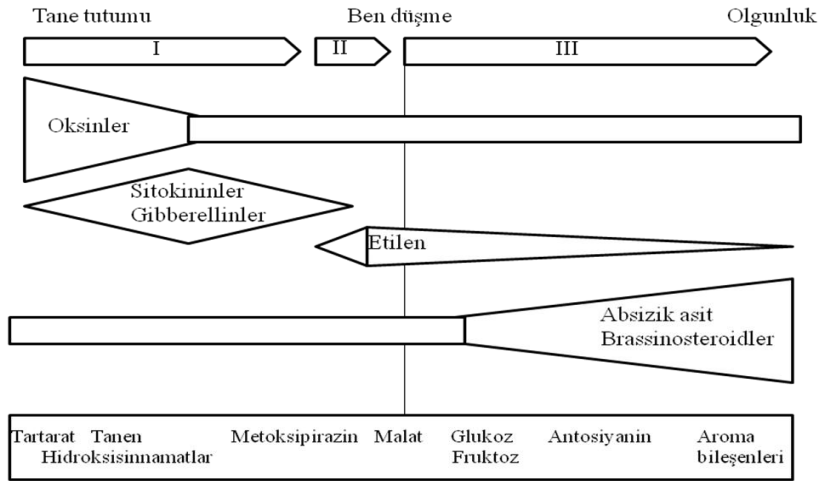 Tane tutumu Ben düşme Olgunluk
I II III
Oksinler
Sitokininler
Gibberellinler
Etilen
Absizik asit
Brassinosteroidler
Tartarat Tanen Metoksipirazin Malat Glukoz Antosiyanin Aroma
Hidroksisinnamatlar Fruktoz bileşenleri